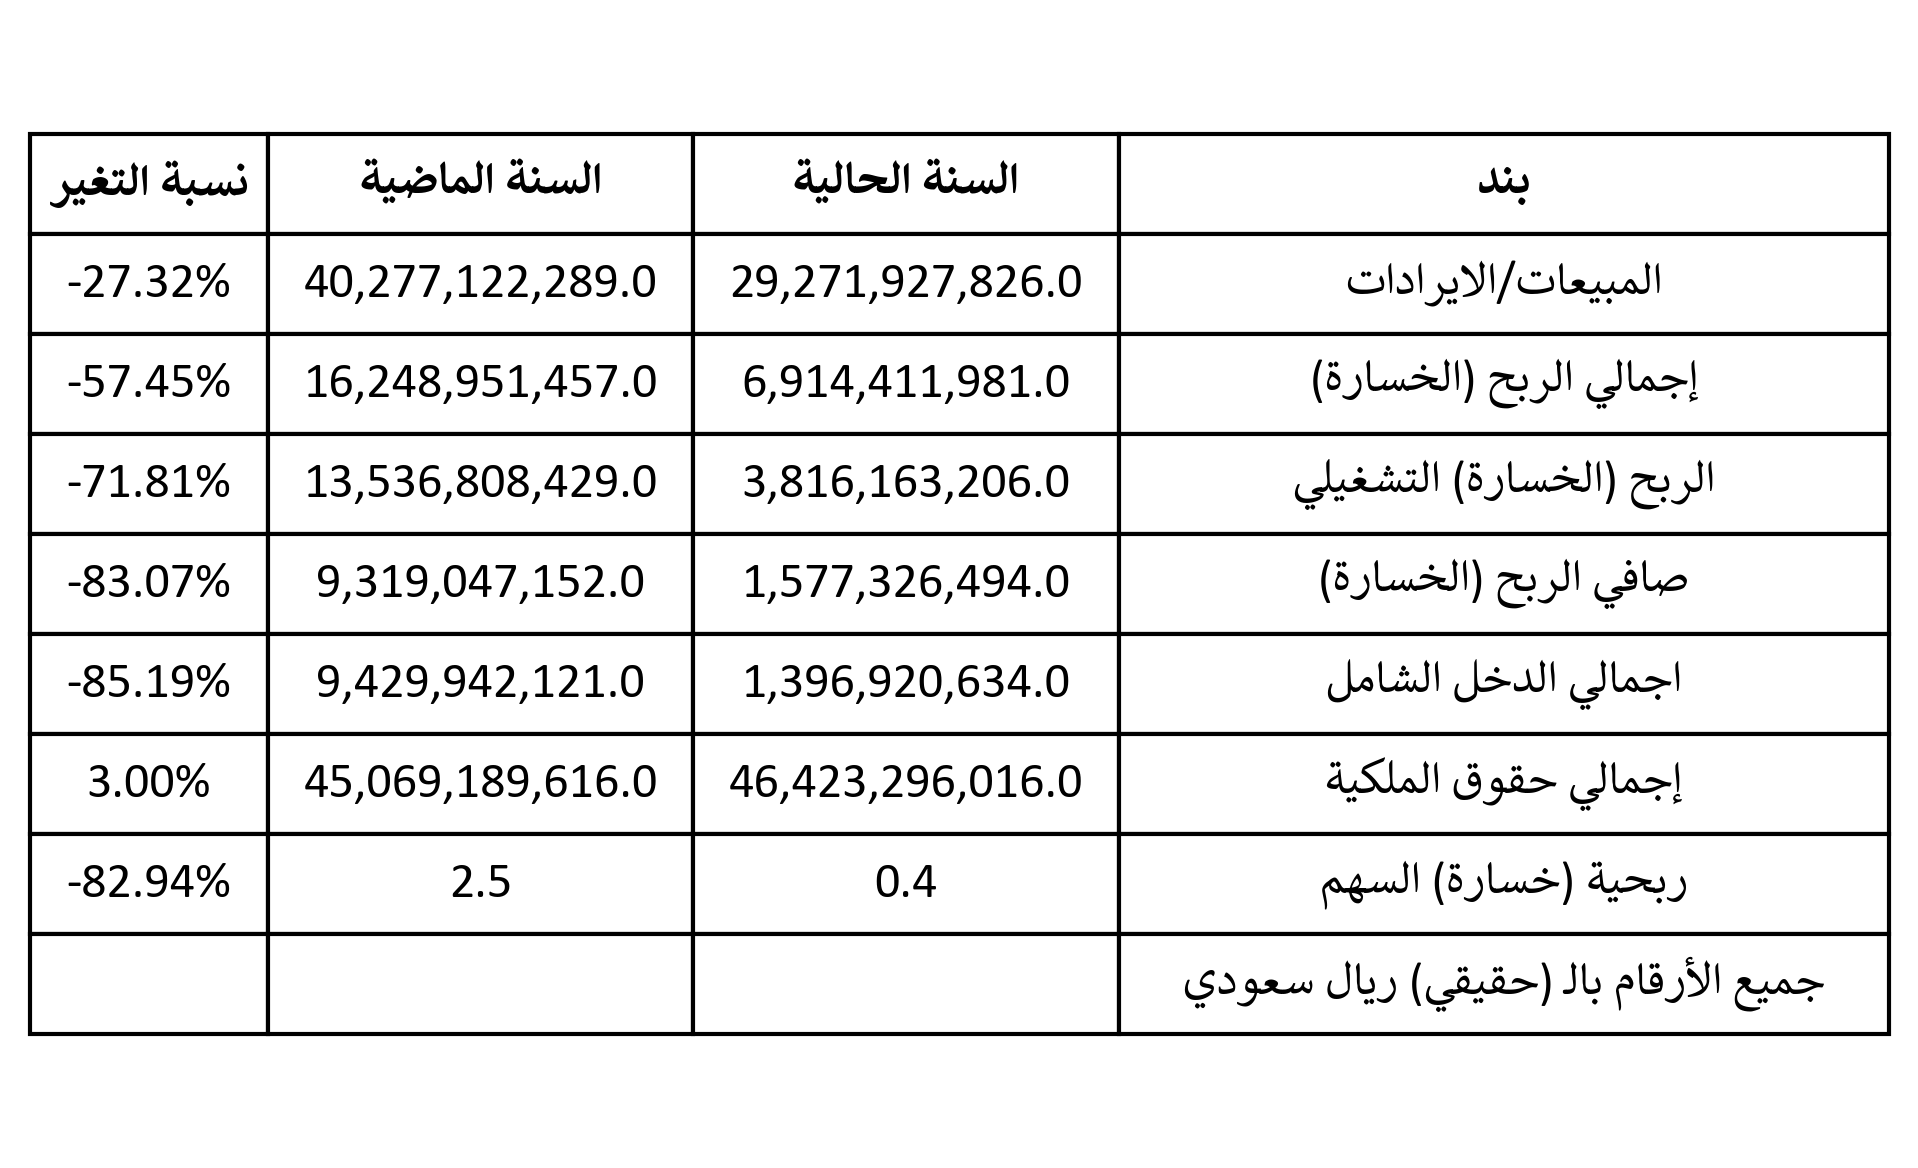 بند السنة الحالية السنة الماضية نسبة التغير
المبيعات/الايرادات 29,271,927,826.0 40,277,122,289.0 -27.32%
إجمالي الربح (الخسارة) 6,914,411,981.0 16,248,951,457.0 -57.45%
الربح (الخسارة) التشغيلي 3,816,163,206.0 13,536,808,429.0 -71.81%
صافي الربح (الخسارة) 1,577,326,494.0 9,319,047,152.0 -83.07%
اجمالي الدخل الشامل 1,396,920,634.0 9,429,942,121.0 -85.19%
إجمالي حقوق الملكية 46,423,296,016.0 45,069,189,616.0 3.00%
ربحية (خسارة) السهم 0.4 2.5 -82.94%
جميع الأرقام بالـ (حقيقي) ريال سعودي